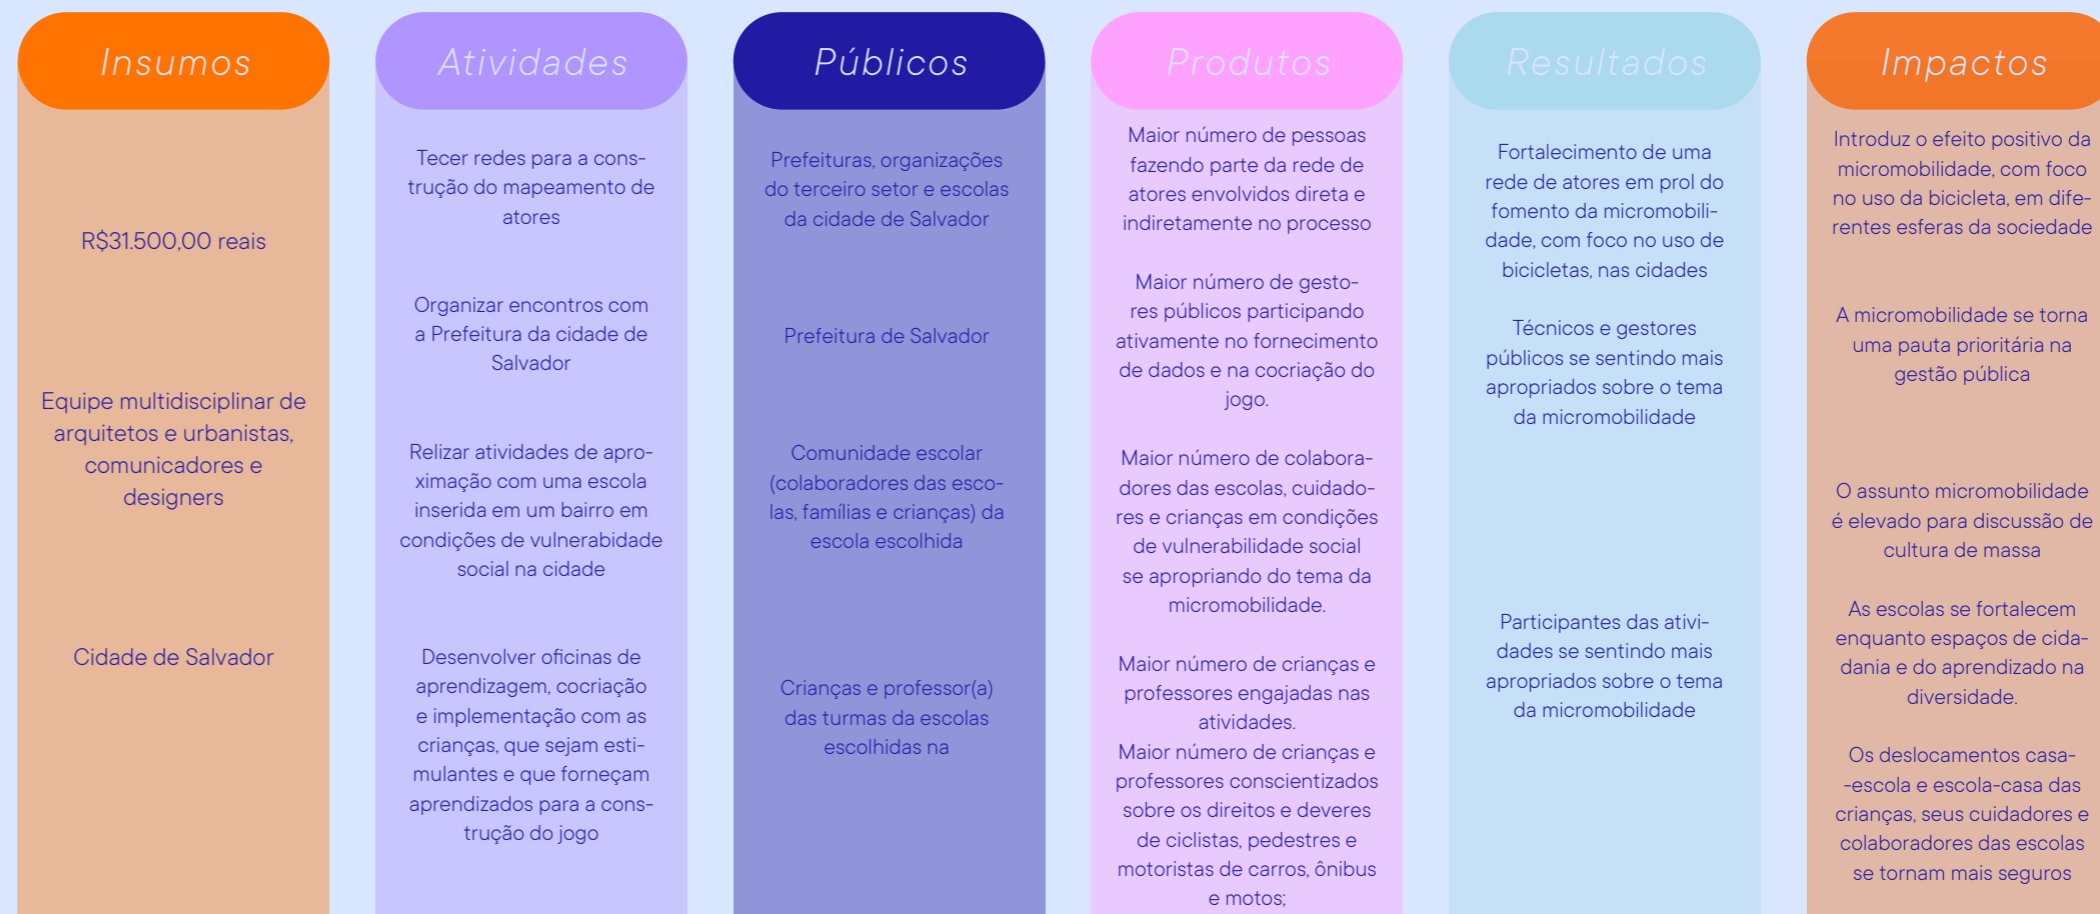 Insumos
R$31.500,00 reais
Equipe multidisciplinar de
arquitetos e urbanistas,
comunicadores e
designers
Cidade de Salvador
Atividades
Tecer redes para a cons-
trução do mapeamento de
atores
Organizar encontros com
a Prefeitura da cidade de
Salvador
Relizar atividades de apro-
ximação com uma escola
inserida em um bairro em
condições de vulnerabidade
social na cidade
Desenvolver oficinas de
aprendizagem, cocriação
e implementação com as
crianças, que sejam esti-
mulantes e que forneçam
aprendizados para a cons-
trução do jogo
Públicos
Prefeituras, organizações
do terceiro setor e escolas
da cidade de Salvador
Prefeitura de Salvador
Comunidade escolar
(colaboradores das esco-
las, famílias e crianças) da
escola escolhida
Crianças e professor(a)
das turmas da escolas
escolhidas na
Produtos
Maior número de pessoas
fazendo parte da rede de
atores envolvidos direta e
indiretamente no processo
Maior número de gesto-
res públicos participando
ativamente no fornecimento
de dados e na cocriação do
jogo.
Maior número de colabora-
dores das escolas, cuidado-
res e crianças em condições
de vulnerabilidade social
se apropriando do tema da
micromobilidade.
Maior número de crianças e
professores engajadas nas
atividades.
Maior número de crianças e
professores conscientizados
sobre os direitos e deveres
de ciclistas, pedestres e
motoristas de carros, ônibus
e motos;
Resultados
Fortalecimento de uma
rede de atores em prol do
fomento da micromobili-
dade, com foco no uso de
bicicletas, nas cidades
Técnicos e gestores
públicos se sentindo mais
apropriados sobre o tema
da micromobilidade
Participantes das ativi-
dades se sentindo mais
apropriados sobre o tema
da micromobilidade
Impactos
Introduz o efeito positivo da
micromobilidade, com foco
no uso da bicicleta, em dife-
rentes esferas da sociedade
A micromobilidade se torna
uma pauta prioritária na
gestão pública
O assunto micromobilidade
é elevado para discussão de
cultura de massa
As escolas se fortalecem
enquanto espaços de cida-
dania e do aprendizado na
diversidade.
Os deslocamentos casa-
-escola e escola-casa das
crianças, seus cuidadores e
colaboradores das escolas
se tornam mais seguros